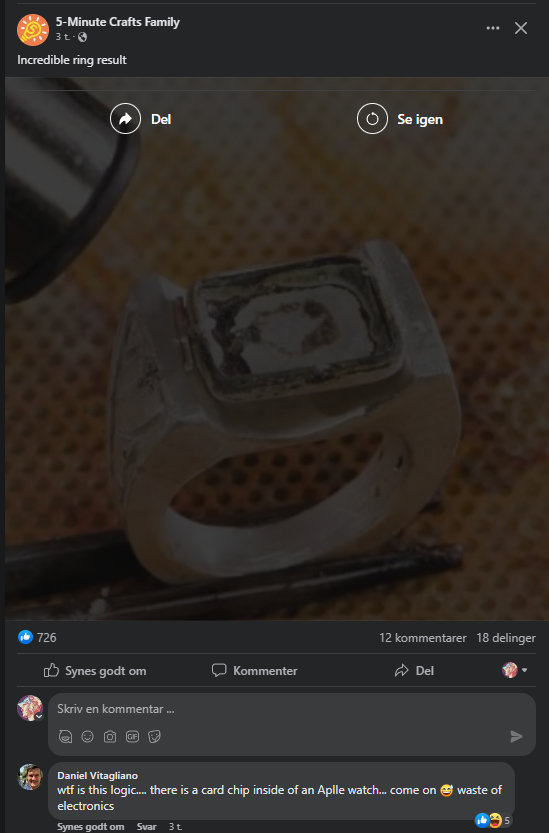 5-Minute Crafts Family
3 t. ·
Incredible ring result
Del
Se igen
726
12 kommentarer 18 delinger
Synes godt om
Kommenter
Del
Skriv en kommentar ...
GIF
Daniel Vitagliano
wtf is this logic.... there is a card chip inside of an Aplle watch... come on 😅 waste of
electronics
5
Synes godt om Svar 3 t.